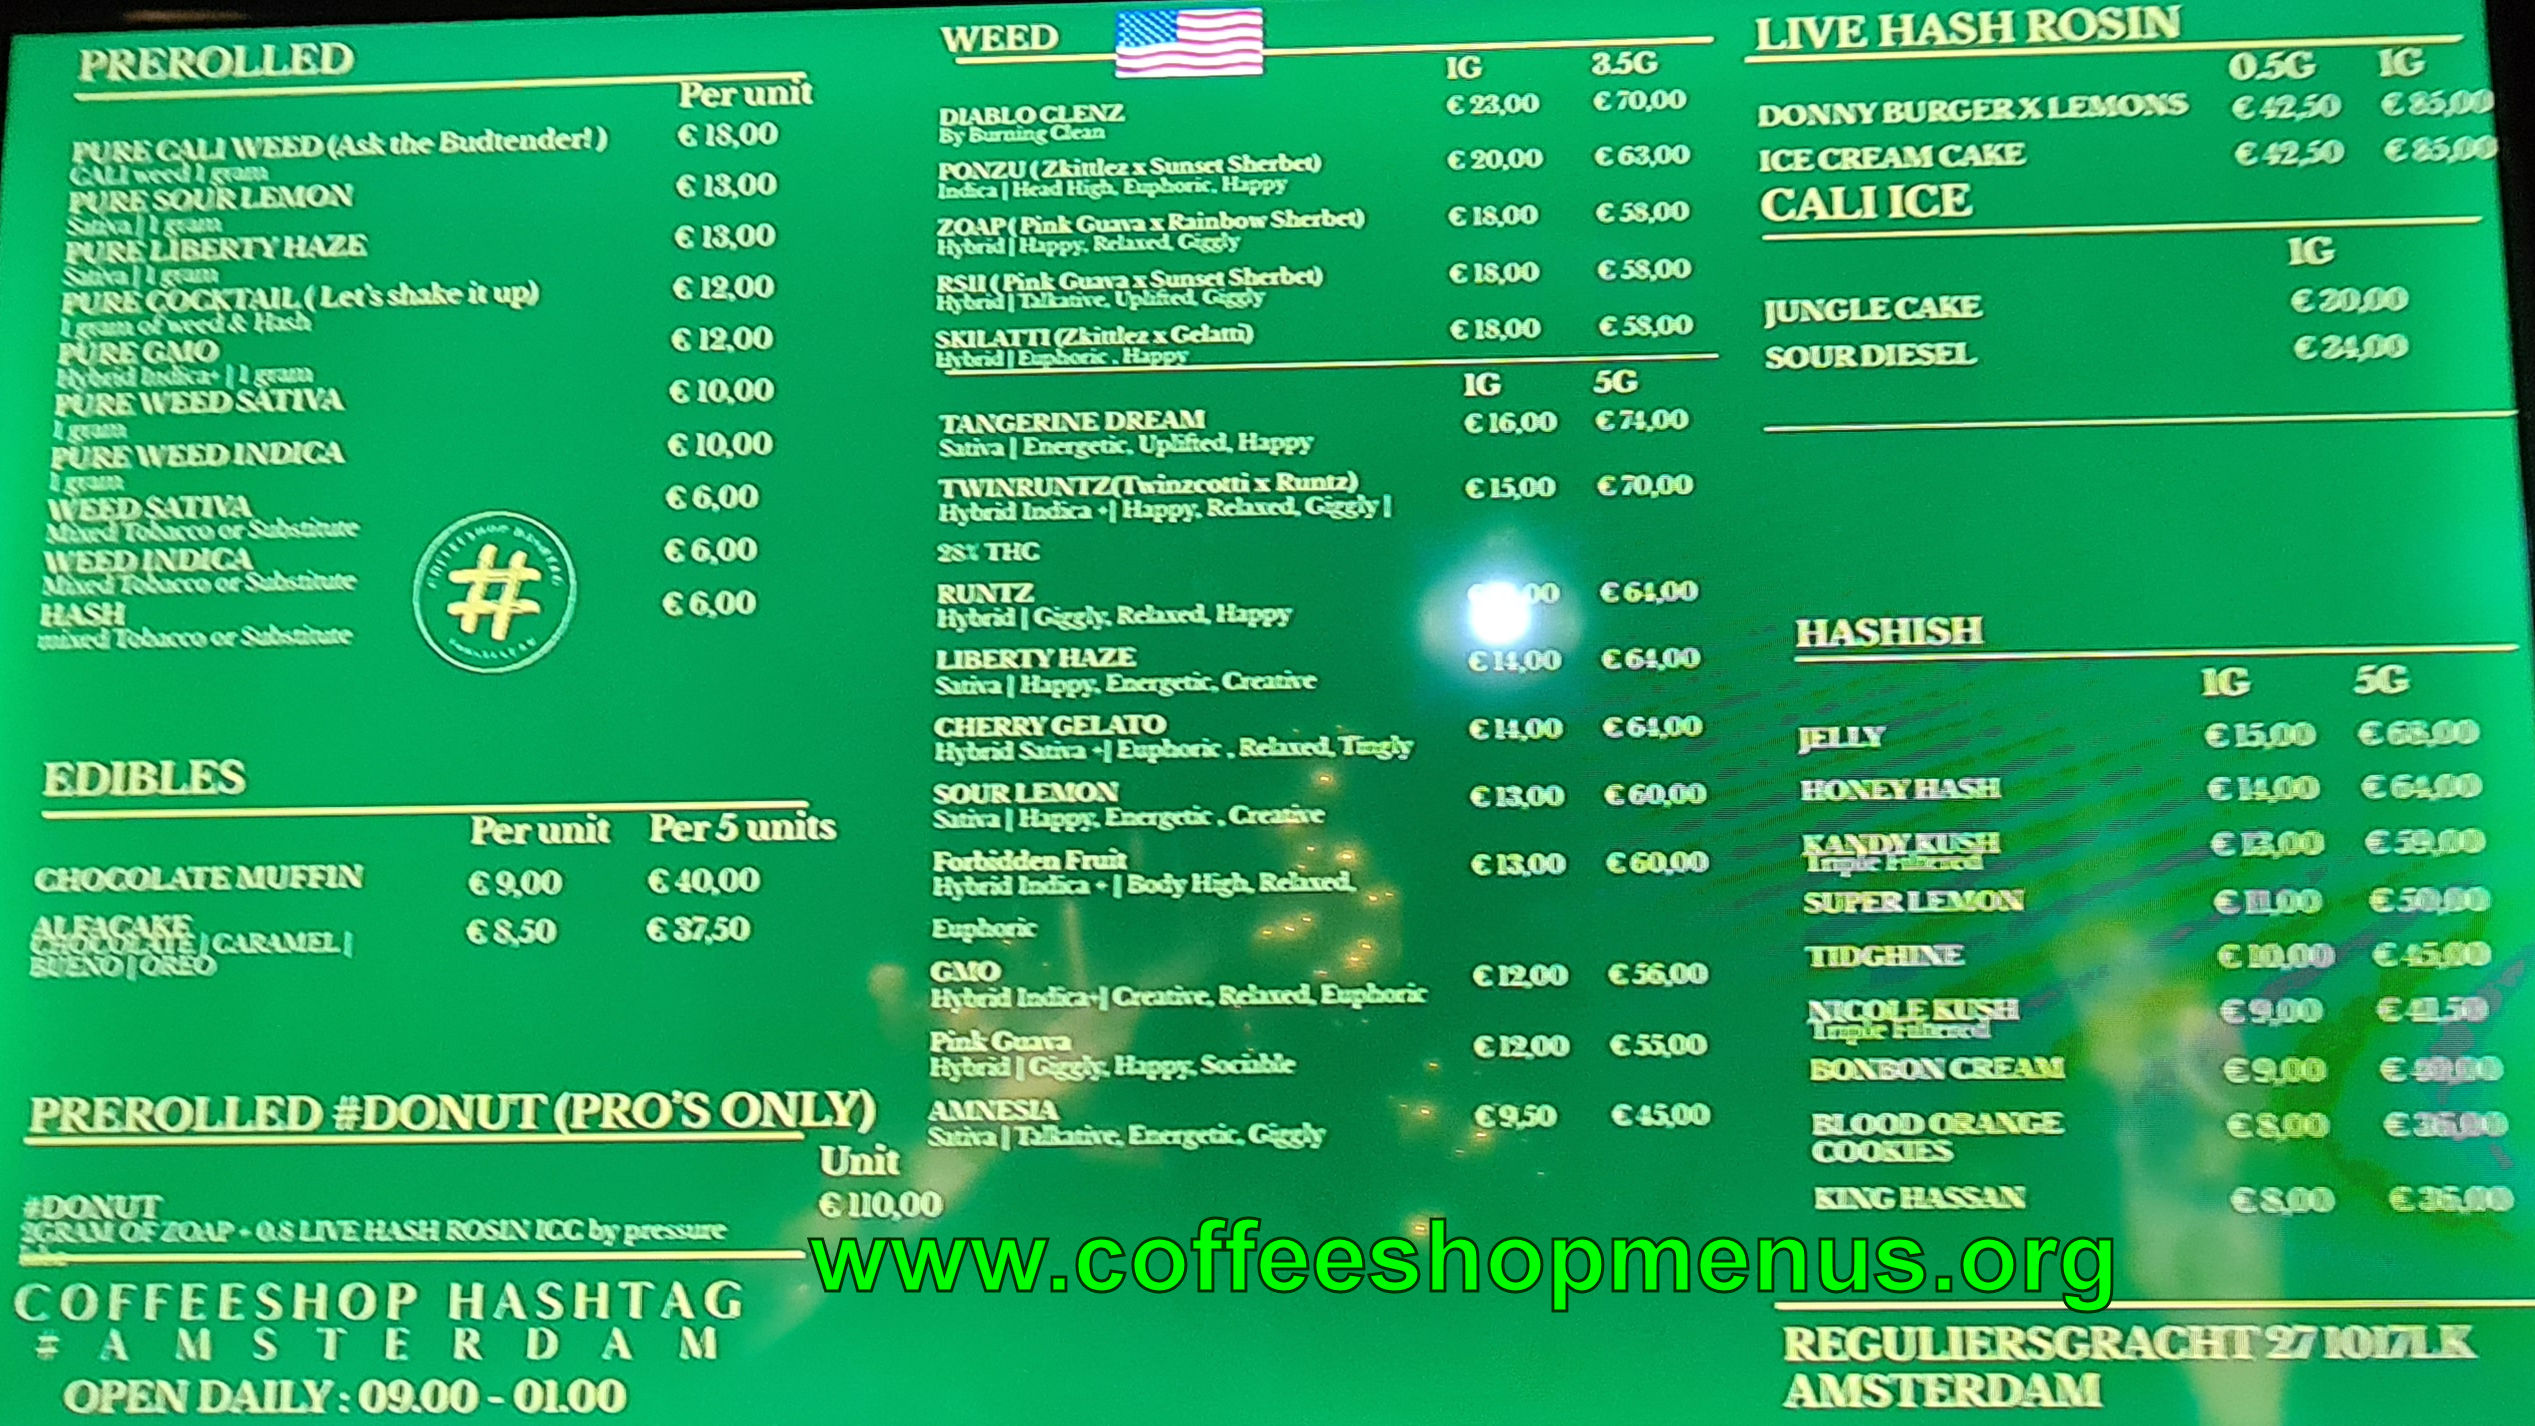 PREROLLED
Per unit
PURE CALI WEED (Ask the Budtender!) € 18,00
CALI weed 1 gram
PURE SOUR LEMON € 13,00
Sativa | 1 gram
PURE LIBERTY HAZE € 13,00
Sativa | 1 gram
PURE COCKTAIL ( Let's shake it up) € 12,00
1 gram of weed & Hash
PURE GMO € 12,00
Hybrid Indica+ | 1 gram
PURE WEED SATIVA € 10,00
1 gram
PURE WEED INDICA € 10,00
1 gram
WEED SATIVA € 6,00
Mixed Tobacco or Substitute
WEED INDICA € 6,00
Mixed Tobacco or Substitute
HASH € 6,00
mixed Tobacco or Substitute
#
EDIBLES
Per unit Per 5 units
CHOCOLATE MUFFIN € 9,00 € 40,00
ALFACAKE € 8,50 € 37,50
CHOCOLATE | CARAMEL |
BUENO | OREO
PREROLLED #DONUT (PRO'S ONLY)
Unit
#DONUT € 110,00
2GRAM OF ZOAP + 0.8 LIVE HASH ROSIN ICC by pressure
COFFEESHOP HASHTAG
# AMSTERDAM
OPEN DAILY : 09.00 - 01.00
WEED
1G 3.5G
DIABLO CLENZ € 23,00 € 70,00
By Burning Clean
PONZU ( Zkittlez x Sunset Sherbet) € 20,00 € 63,00
Indica | Head High, Euphoric, Happy
ZOAP ( Pink Guava x Rainbow Sherbet) € 18,00 € 58,00
Hybrid | Happy, Relaxed, Giggly
RS11 ( Pink Guava x Sunset Sherbet) € 18,00 € 58,00
Hybrid | Talkative, Uplifted, Giggly
SKILATTI (Zkittlez x Gelatti) € 18,00 € 58,00
Hybrid | Euphoric , Happy
1G 5G
TANGERINE DREAM € 16,00 € 74,00
Sativa | Energetic, Uplifted, Happy
TWINRUNTZ(Twinzcotti x Runtz) € 15,00 € 70,00
Hybrid Indica +| Happy, Relaxed, Giggly |
28% THC
RUNTZ € 64,00
Hybrid | Giggly, Relaxed, Happy
LIBERTY HAZE € 14,00 € 64,00
Sativa | Happy, Energetic, Creative
CHERRY GELATO € 14,00 € 64,00
Hybrid Sativa +| Euphoric , Relaxed, Tingly
SOUR LEMON € 13,00 € 60,00
Sativa | Happy, Energetic , Creative
Forbidden Fruit € 13,00 € 60,00
Hybrid Indica + | Body High, Relaxed,
Euphoric
GMO € 12,00 € 56,00
Hybrid Indica+| Creative, Relaxed, Euphoric
Pink Guava € 12,00 € 55,00
Hybrid | Giggly, Happy, Sociable
AMNESIA € 9,50 € 45,00
Sativa | Talkative, Energetic, Giggly
LIVE HASH ROSIN
0.5G 1G
DONNY BURGER X LEMONS € 42,50 € 85,00
ICE CREAM CAKE € 42,50 € 85,00
CALI ICE
1G
JUNGLE CAKE
SOUR DIESEL
HASHISH
1G 5G
JELLY € 15,00 € 68,00
HONEY HASH € 14,00 € 64,00
KANDY KUSH € 13,00 € 59,00
Triple Filtered
SUPER LEMON € 11,00 € 50,00
TIDGHINE € 10,00 € 45,00
NICOLE KUSH € 9,00 € 41,50
Triple Filtered
BONBON CREAM € 9,00
BLOOD ORANGE € 8,00
COOKIES
KING HASSAN € 8,00
www.coffeeshopmenus.org
REGULIERSGRACHT 27 1017LK
AMSTERDAM